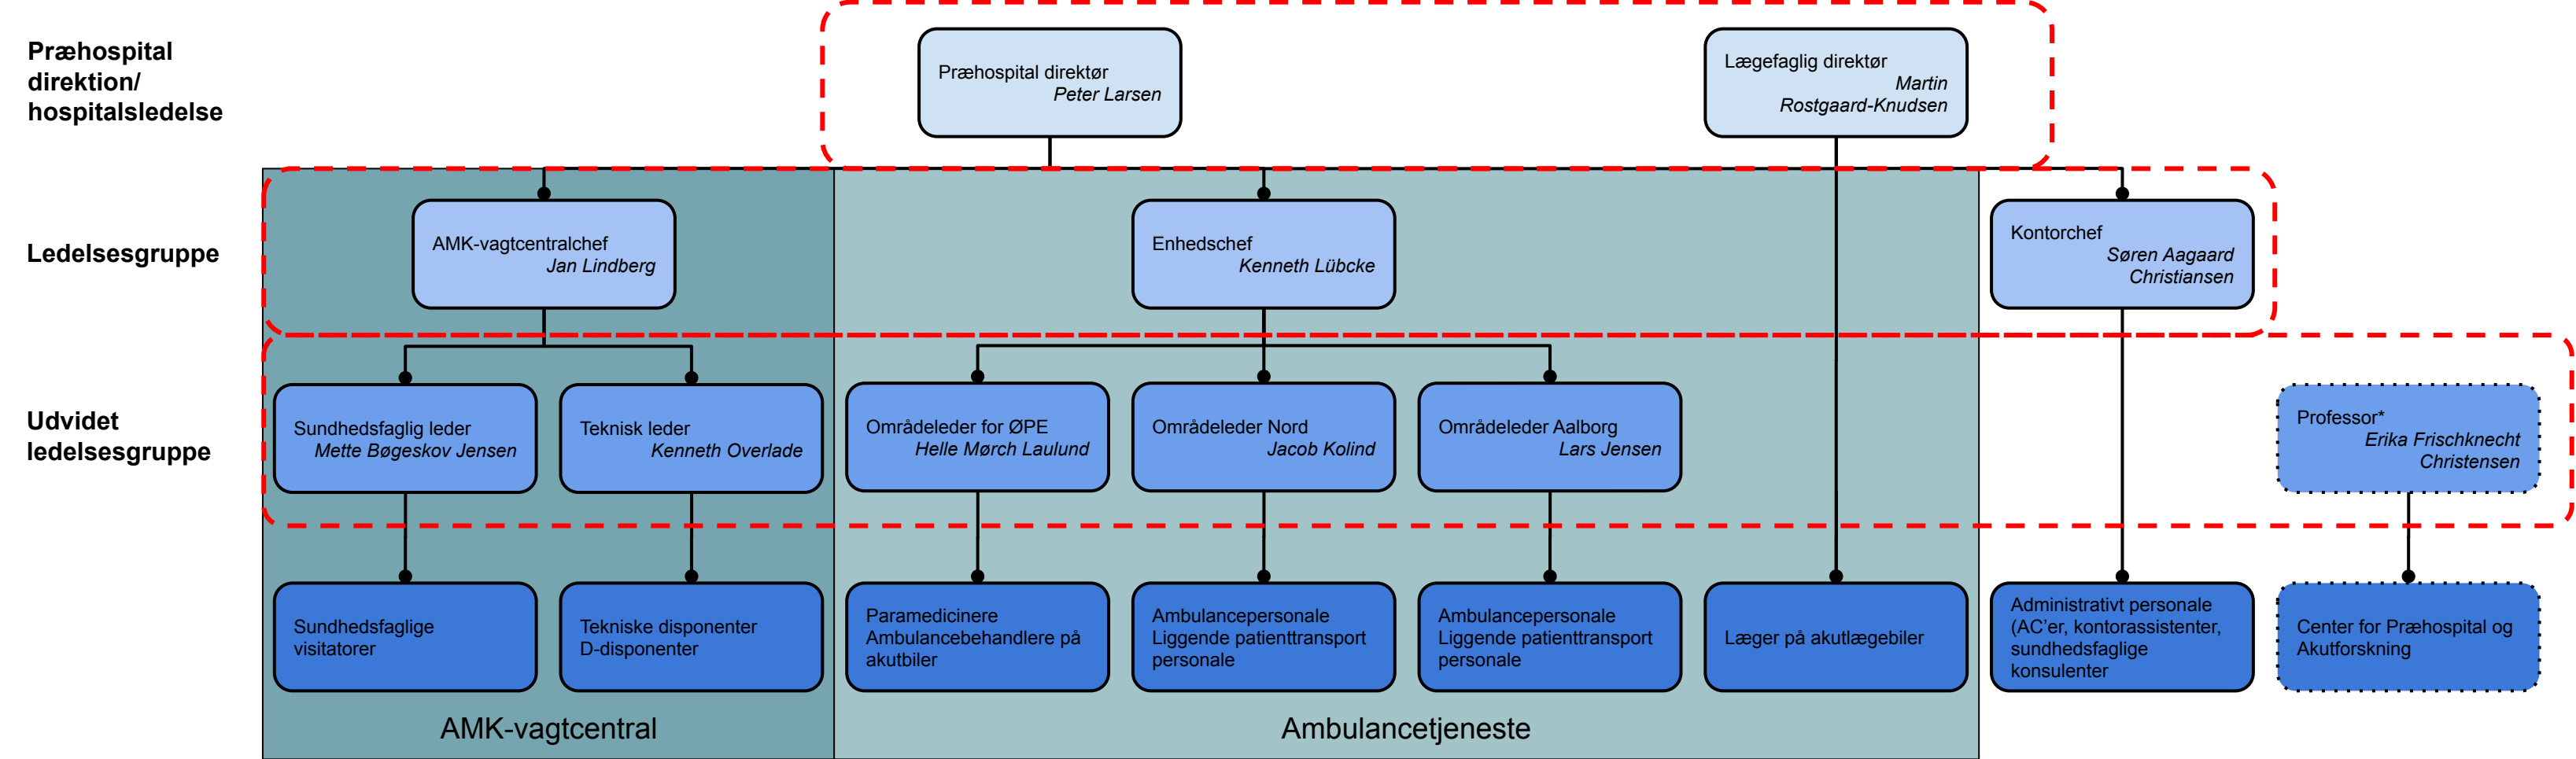 Præhospital
direktion/
hospitalsledelse
Præhospital direktør
Peter Larsen
Lægefaglig direktør
Martin
Rostgaard-Knudsen
Ledelsesgruppe
AMK-vagtcentralchef
Jan Lindberg
Enhedschef
Kenneth Lübcke
Kontorchef
Søren Aagaard
Christiansen
Udvidet
ledelsesgruppe
Sundhedsfaglig leder
Mette Bøgeskov Jensen
Teknisk leder
Kenneth Overlade
Områdeleder for ØPE
Helle Mørch Laulund
Områdeleder Nord
Jacob Kolind
Områdeleder Aalborg
Lars Jensen
Professor*
Erika Frischknecht
Christensen
Sundhedsfaglige
visitatorer
Tekniske disponenter
D-disponenter
Paramedicinere
Ambulancebehandlere på
akutbiler
Ambulancepersonale
Liggende patienttransport
personale
Ambulancepersonale
Liggende patienttransport
personale
Læger på akutlægebiler
Administrativt personale
(AC’er, kontorassistenter,
sundhedsfaglige
konsulenter
Center for Præhospital og
Akutforskning
AMK-vagtcentral
Ambulancetjeneste